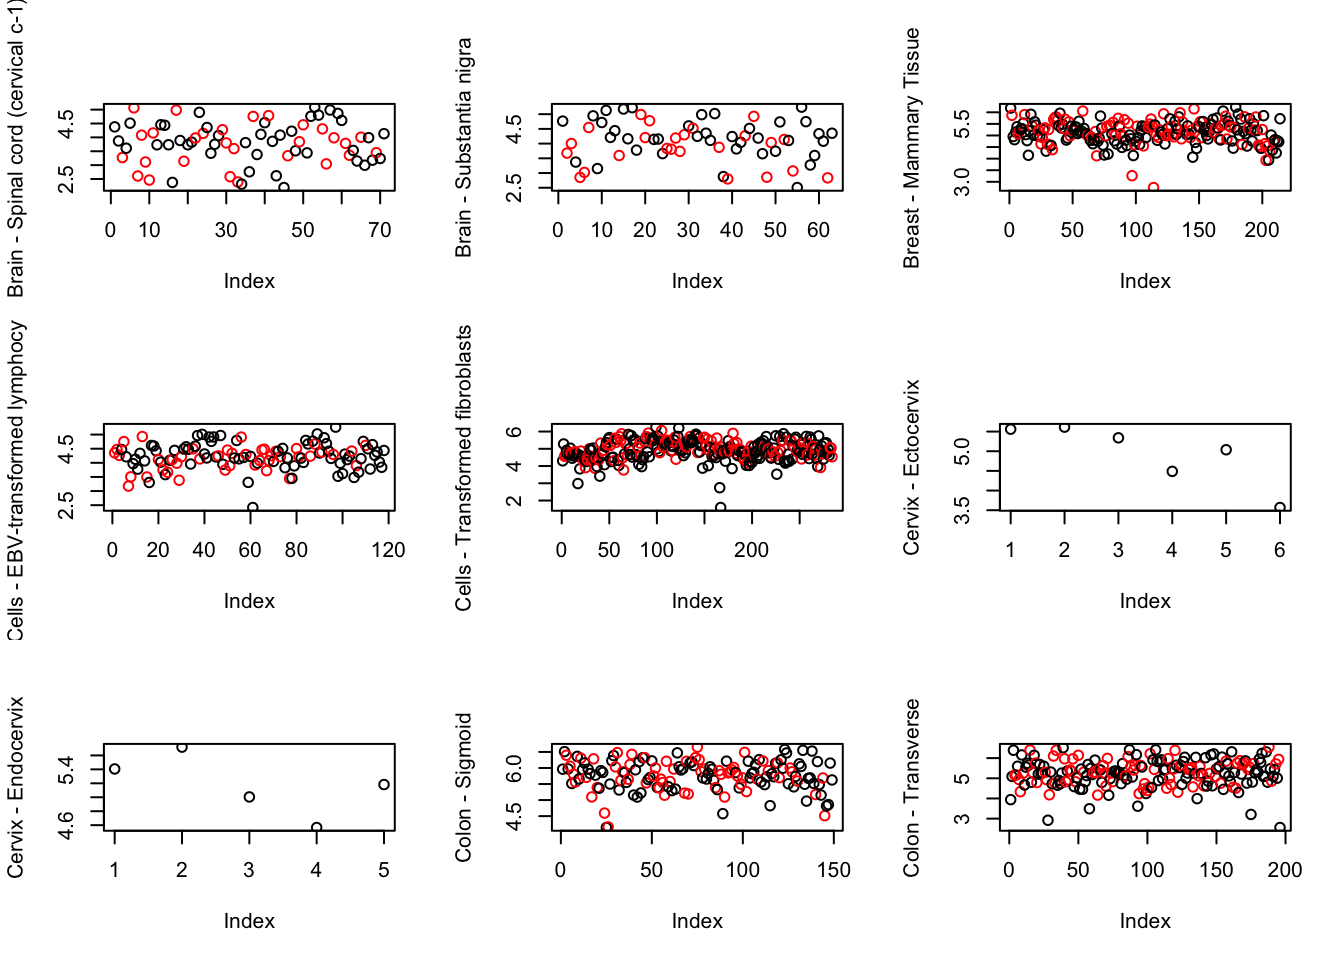 Brain - Spinal cord (cervical c-1)
4.5
2.5
0 10 30 50 70
Index
Brain - Substantia nigra
4.5
2.5
0 10 20 30 40 50 60
Index
Breast - Mammary Tissue
5.5
3.0
0 50 100 150 200
Index
Cells - EBV-transformed lymphocy
4.5
2.5
0 20 40 60 80 120
Index
Cells - Transformed fibroblasts
6
4
2
0 50 100 200
Index
Cervix - Ectocervix
5.0
3.5
1 2 3 4 5 6
Index
Cervix - Endocervix
5.4
4.6
1 2 3 4 5
Index
Colon - Sigmoid
6.0
4.5
0 50 100 150
Index
Colon - Transverse
5
3
0 50 100 150 200
Index